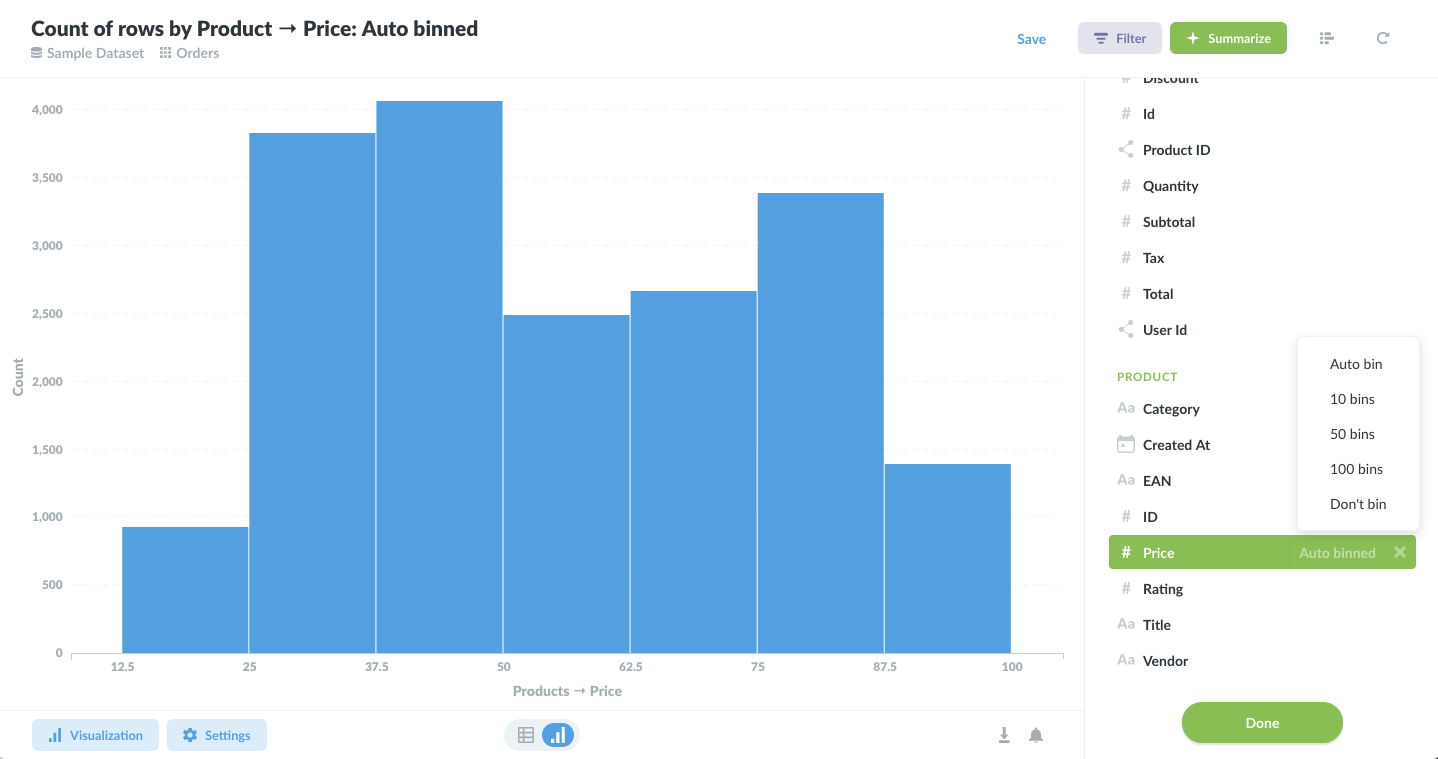 Count of rows by Product → Price: Auto binned
Sample Dataset Orders
Save
Filter
Summarize
4,000
3,500
3,000
2,500
2,000
1,500
1,000
500
0
Count
12.5 25 37.5 50 62.5 75 87.5 100
Products → Price
Visualization
Settings
# Discount
# Id
Product ID
# Quantity
# Subtotal
# Tax
# Total
User Id
PRODUCT
Aa Category
Created At
Aa EAN
# ID
# Price Auto binned
# Rating
Aa Title
Aa Vendor
Auto bin
10 bins
50 bins
100 bins
Don't bin
Done